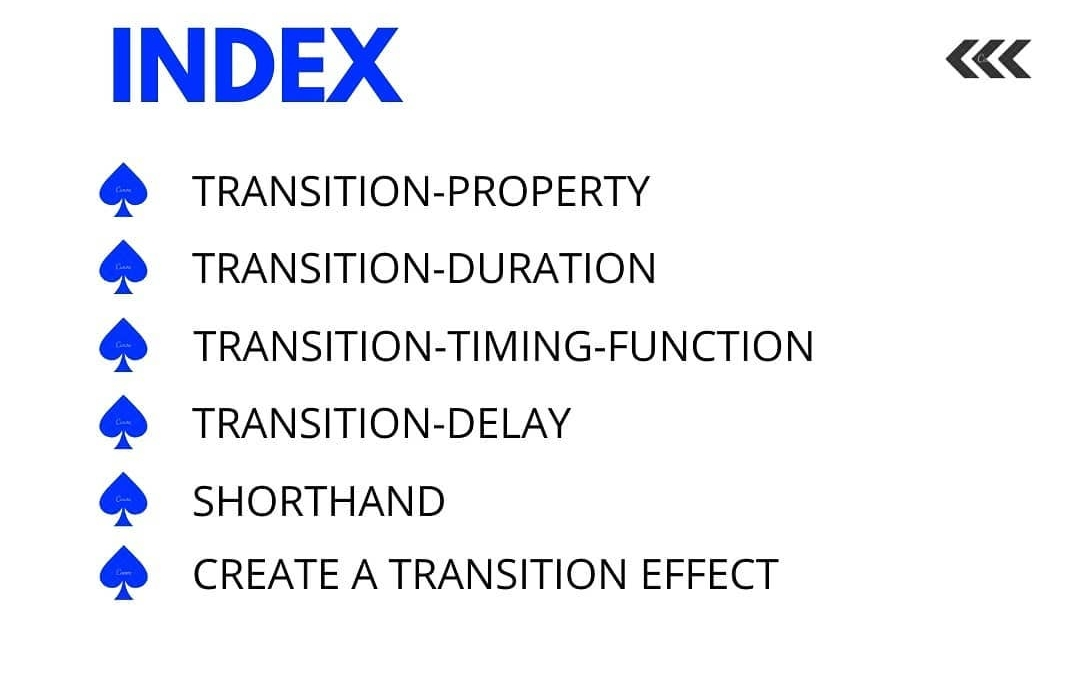 INDEX
TRANSITION-PROPERTY
TRANSITION-DURATION
TRANSITION-TIMING-FUNCTION
TRANSITION-DELAY
SHORTHAND
CREATE A TRANSITION EFFECT